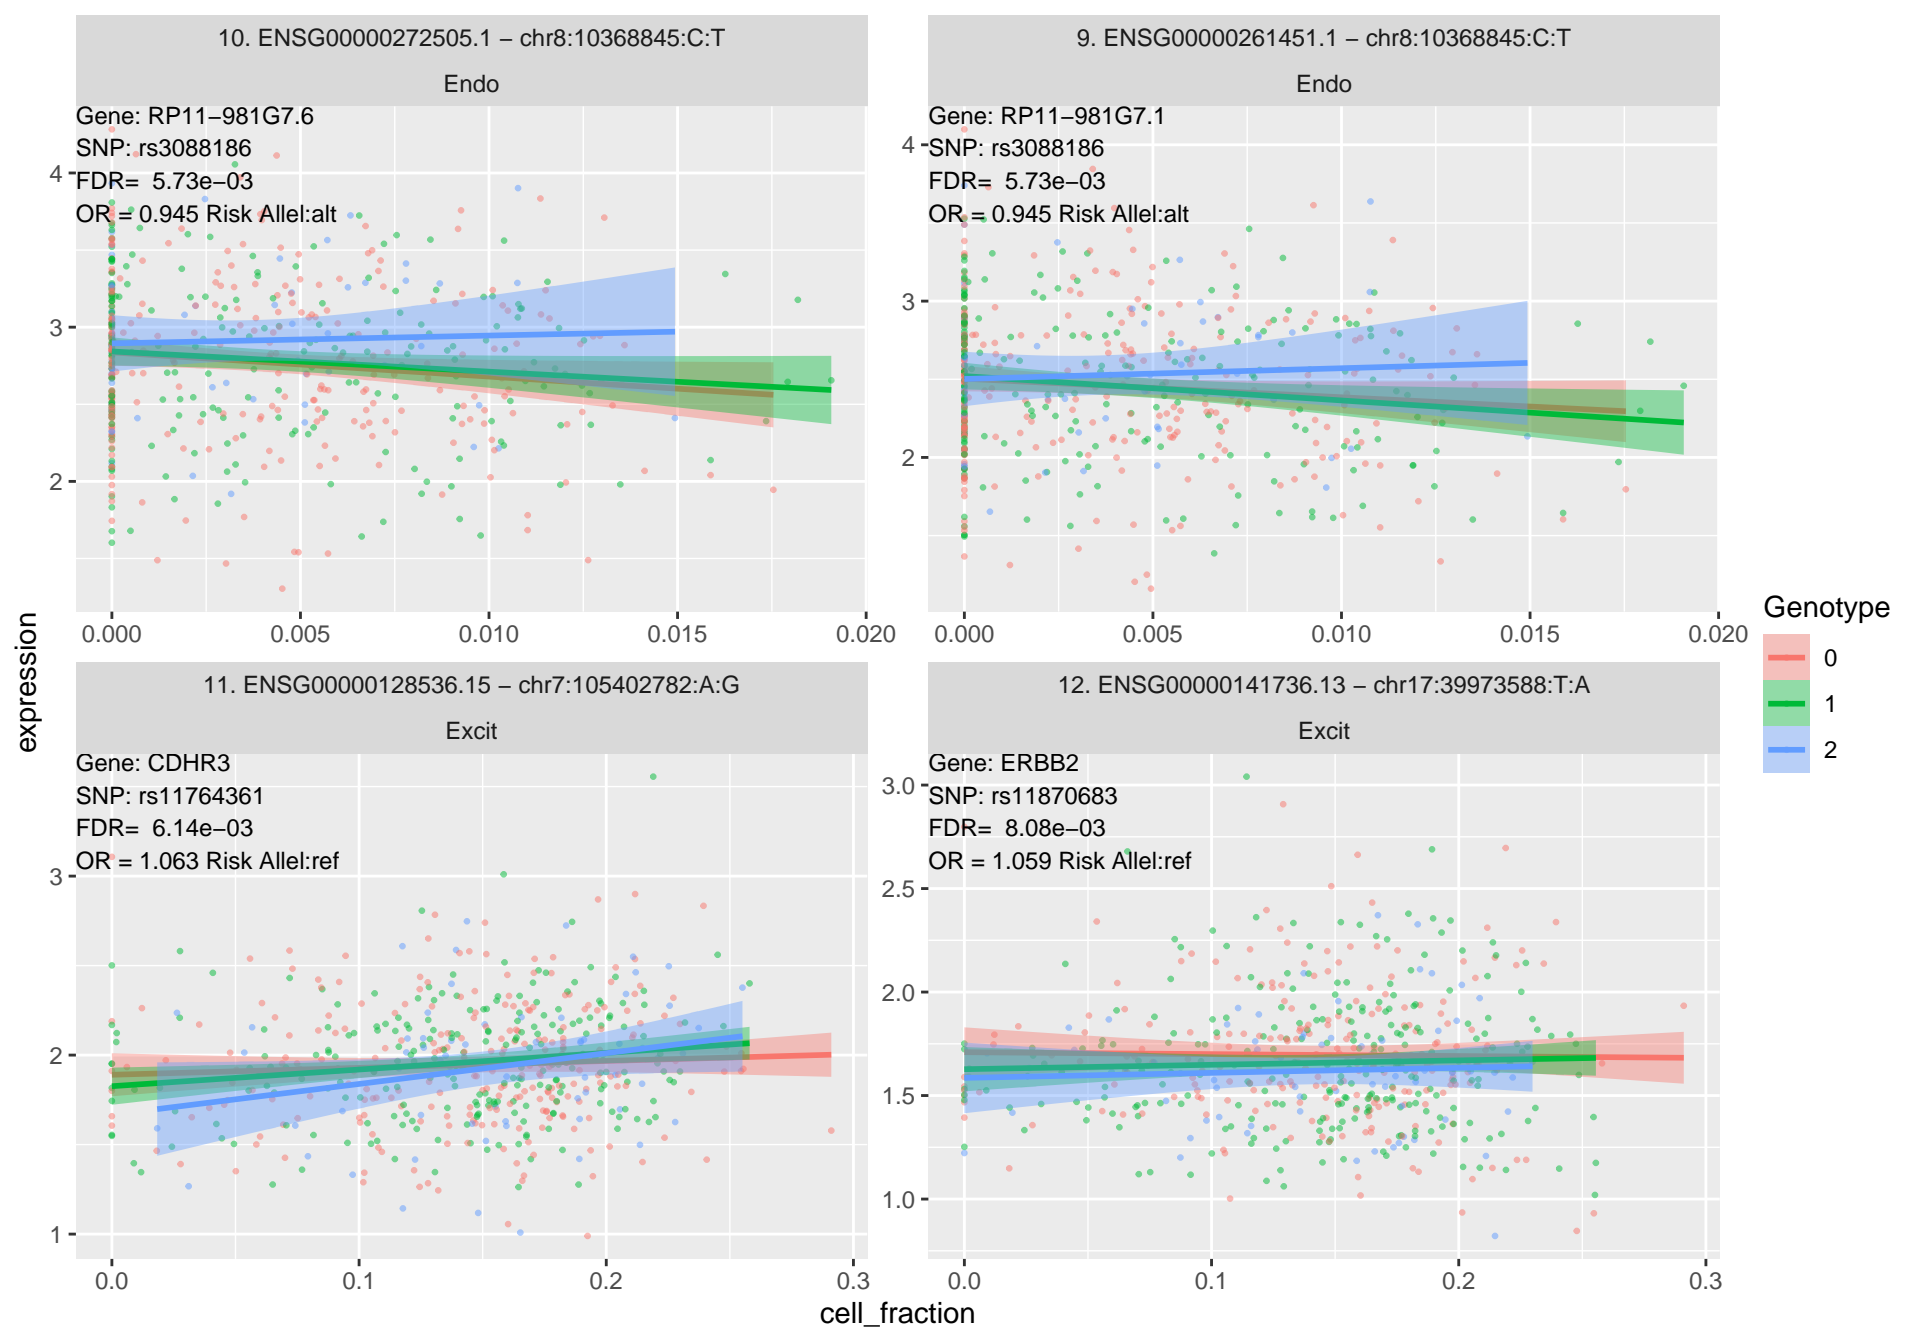 10. ENSG00000272505.1 − chr8:10368845:C:T
Endo
Gene: RP11−981G7.6
SNP: rs3088186
FDR= 5.73e−03
OR = 0.945 Risk Allel:alt
4
3
2
0.000 0.005 0.010 0.015 0.020
9. ENSG00000261451.1 − chr8:10368845:C:T
Endo
Gene: RP11−981G7.1
SNP: rs3088186
FDR= 5.73e−03
OR = 0.945 Risk Allel:alt
4
3
2
0.000 0.005 0.010 0.015 0.020
11. ENSG00000128536.15 − chr7:105402782:A:G
Excit
Gene: CDHR3
SNP: rs11764361
FDR= 6.14e−03
OR = 1.063 Risk Allel:ref
3
2
1
0.0 0.1 0.2 0.3
12. ENSG00000141736.13 − chr17:39973588:T:A
Excit
Gene: ERBB2
SNP: rs11870683
FDR= 8.08e−03
OR = 1.059 Risk Allel:ref
3.0
2.5
2.0
1.5
1.0
0.0 0.1 0.2 0.3
expression
cell_fraction
Genotype
0
1
2